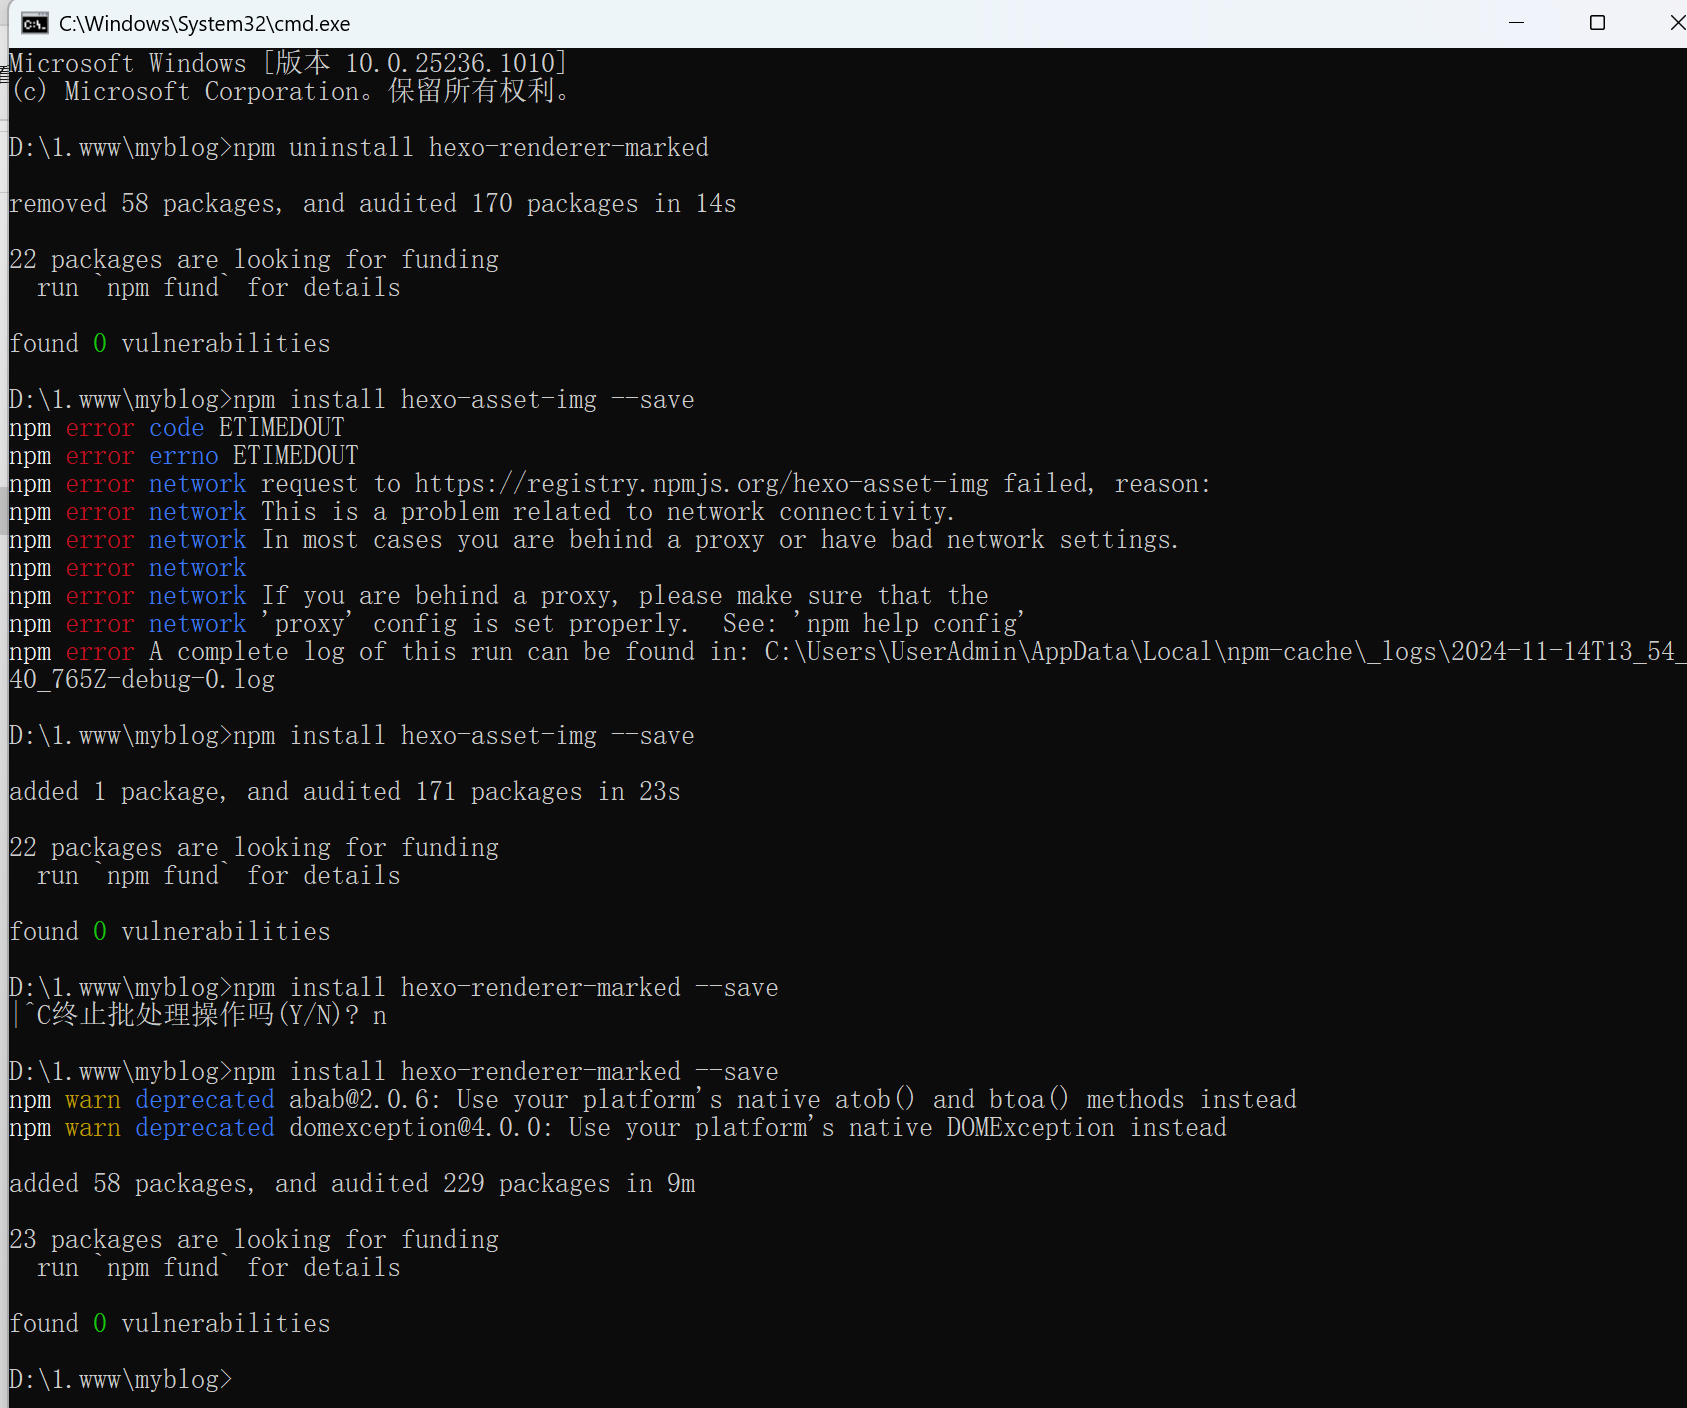 C:\Windows\System32\cmd.exe
Microsoft Windows [版本 10.0.25236.1010]
(c) Microsoft Corporation。保留所有权利。
D:\1.www\myblog>npm uninstall hexo-renderer-marked
removed 58 packages, and audited 170 packages in 14s
22 packages are looking for funding
  run `npm fund` for details
found 0 vulnerabilities
D:\1.www\myblog>npm install hexo-asset-img --save
npm error code ETIMEDOUT
npm error errno ETIMEDOUT
npm error network request to https://registry.npmjs.org/hexo-asset-img failed, reason:
npm error network This is a problem related to network connectivity.
npm error network In most cases you are behind a proxy or have bad network settings.
npm error network
npm error network If you are behind a proxy, please make sure that the
npm error network 'proxy' config is set properly.  See: 'npm help config'
npm error A complete log of this run can be found in: C:\Users\UserAdmin\AppData\Local\npm-cache\_logs\2024-11-14T13_54_
40_765Z-debug-0.log
D:\1.www\myblog>npm install hexo-asset-img --save
added 1 package, and audited 171 packages in 23s
22 packages are looking for funding
  run `npm fund` for details
found 0 vulnerabilities
D:\1.www\myblog>npm install hexo-renderer-marked --save
|^C终止批处理操作吗(Y/N)? n
D:\1.www\myblog>npm install hexo-renderer-marked --save
npm warn deprecated abab@2.0.6: Use your platform's native atob() and btoa() methods instead
npm warn deprecated domexception@4.0.0: Use your platform's native DOMException instead
added 58 packages, and audited 229 packages in 9m
23 packages are looking for funding
  run `npm fund` for details
found 0 vulnerabilities
D:\1.www\myblog>